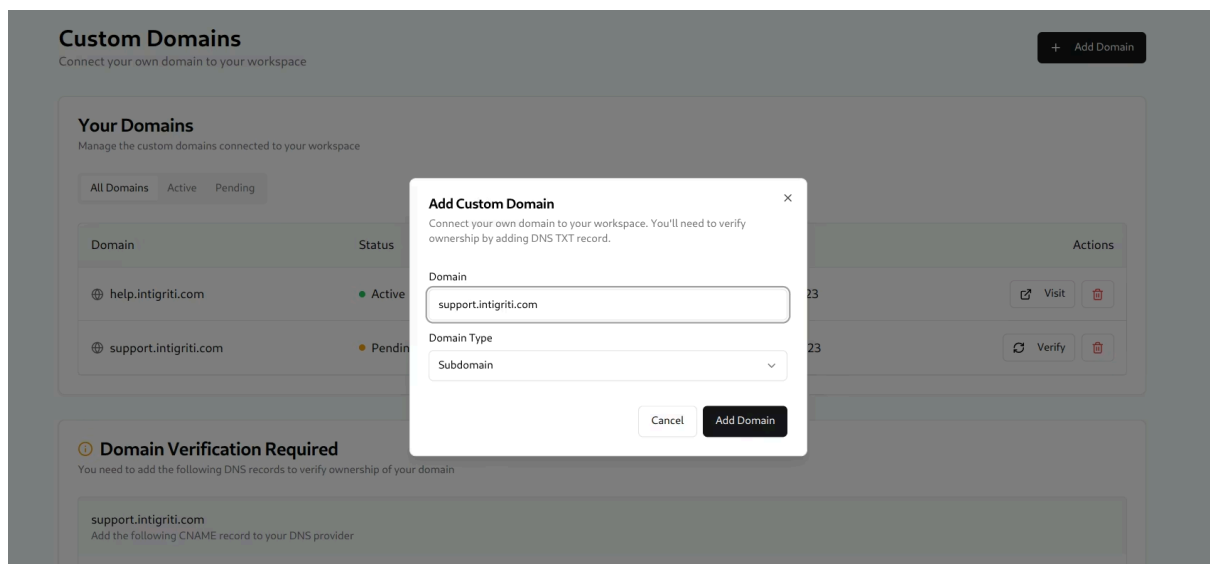 Custom Domains
Connect your own domain to your workspace
+ Add Domain
Your Domains
Manage the custom domains connected to your workspace
All Domains Active Pending
Domain Status Actions
help.intigriti.com Active 23 Visit
support.intigriti.com Pendin 23 Verify
Add Custom Domain
Connect your own domain to your workspace. You'll need to verify
ownership by adding DNS TXT record.
Domain
support.intigriti.com
Domain Type
Subdomain
Cancel Add Domain
Domain Verification Required
You need to add the following DNS records to verify ownership of your domain
support.intigriti.com
Add the following CNAME record to your DNS provider